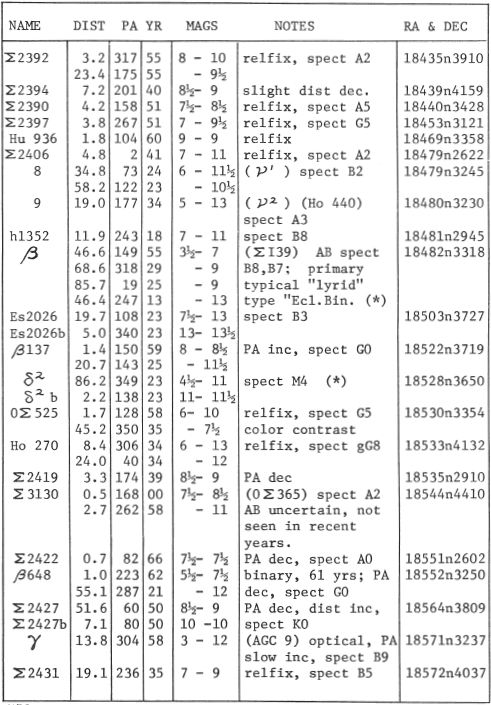 NAME DIST PA YR MAGS NOTES RA & DEC
Σ2392 3.2 317 55 8 - 10 relfix, spect A2 18435n3910
23.4 175 55 - 9½
Σ2394 7.2 201 40 8½- 9 slight dist dec. 18439n4159
Σ2390 4.2 158 51 7½- 8½ relfix, spect A5 18440n3428
Σ2397 3.8 267 51 7 - 9½ relfix, spect G5 18453n3121
Hu 936 1.8 104 60 9 - 9 relfix 18469n3358
Σ2406 4.8 2 41 7 - 11 relfix, spect A2 18479n2622
8 34.8 73 24 6 - 11½ (ν') spect B2 18479n3245
58.2 122 23 - 10½
9 19.0 177 34 5 - 13 (ν²) (Ho 440) 18480n3230
spect A3
h1352 11.9 243 18 7 - 11 spect B8 18481n2945
β 46.6 149 55 3½- 7 (ΣI39) AB spect 18482n3318
68.6 318 29 - 9 B8,B7; primary
85.7 19 25 - 9 typical "lyrid"
46.4 247 13 - 13 type "Ecl.Bin. (*)
Es2026 19.7 108 23 7½- 13 spect B3 18503n3727
Es2026b 5.0 340 23 13- 13½
β137 1.4 150 59 8 - 8½ PA inc, spect G0 18522n3719
20.7 143 25 - 11½
δ² 86.2 349 23 4½- 11 spect M4 (*) 18528n3650
δ² b 2.2 138 23 11- 11½
OΣ525 1.7 128 58 6- 10 relfix, spect G5 18530n3354
45.2 350 35 - 7½ color contrast
Ho 270 8.4 306 34 6 - 13 relfix, spect gG8 18533n4132
24.0 40 34 - 12
Σ2419 3.3 174 39 8½- 9 PA dec 18535n2910
Σ3130 0.5 168 00 7½- 8½ (OΣ365) spect A2 18544n4410
2.7 262 58 - 11 AB uncertain, not
seen in recent
years.
Σ2422 0.7 82 66 7½- 7½ PA dec, spect A0 18551n2602
β648 1.0 223 62 5½- 7½ binary, 61 yrs; PA 18552n3250
55.1 287 21 - 12 dec, spect G0
Σ2427 51.6 60 50 8½- 9 PA dec, dist inc, 18564n3809
Σ2427b 7.1 80 50 10 -10 spect K0
γ 13.8 304 58 3 - 12 (AGC 9) optical, PA 18571n3237
slow inc, spect B9
Σ2431 19.1 236 35 7 - 9 relfix, spect B5 18572n4037